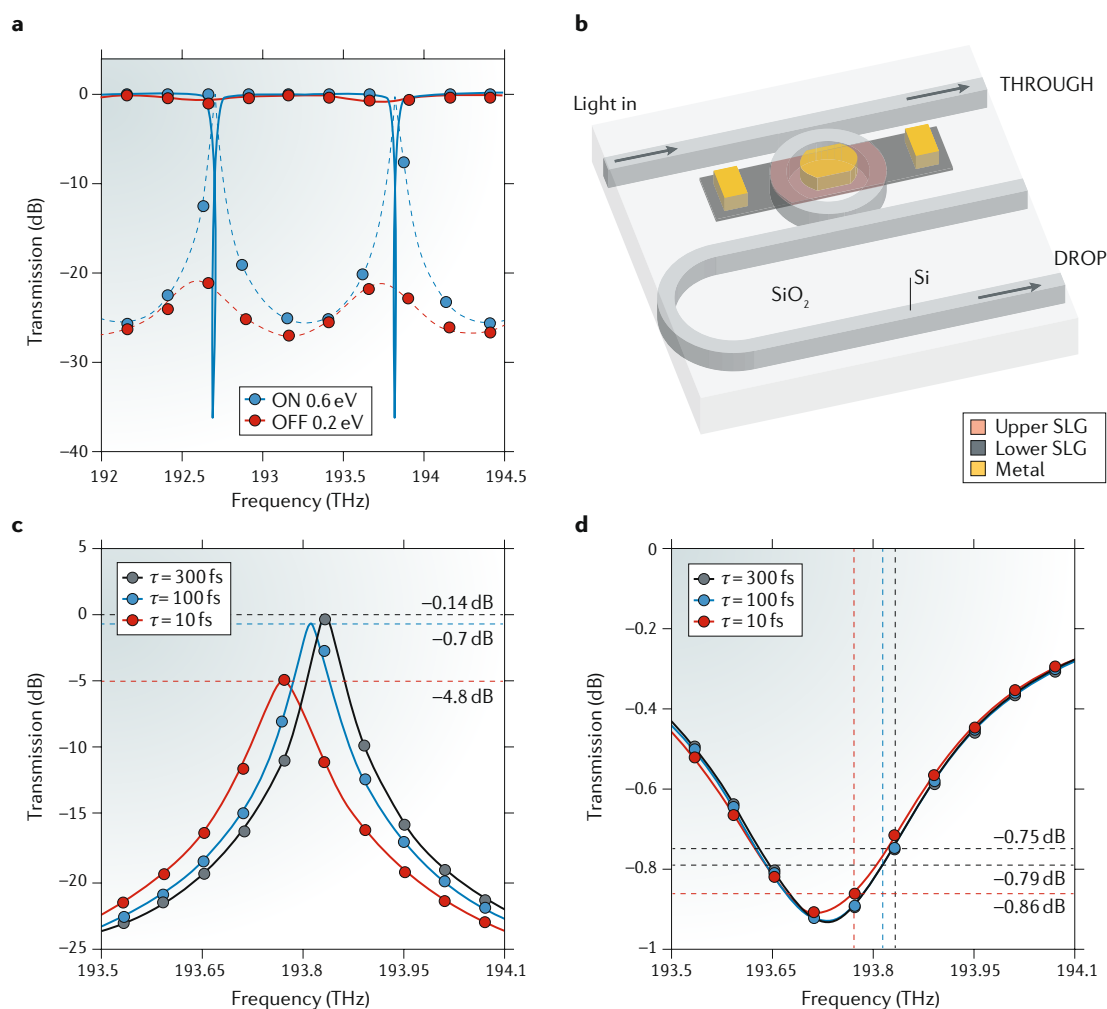 a
Transmission (dB)
0
−10
−20
−30
−40
192
192.5
193
193.5
194
194.5
Frequency (THz)
ON 0.6 eV
OFF 0.2 eV
b
Light in
THROUGH
DROP
SiO₂
Si
Upper SLG
Lower SLG
Metal
c
Transmission (dB)
5
0
−5
−10
−15
−20
−25
193.5
193.65
193.8
193.95
194.1
Frequency (THz)
τ = 300 fs
τ = 100 fs
τ = 10 fs
−0.14 dB
−0.7 dB
−4.8 dB
d
Transmission (dB)
0
−0.2
−0.4
−0.6
−0.8
−1
193.5
193.65
193.8
193.95
194.1
Frequency (THz)
τ = 300 fs
τ = 100 fs
τ = 10 fs
−0.75 dB
−0.79 dB
−0.86 dB